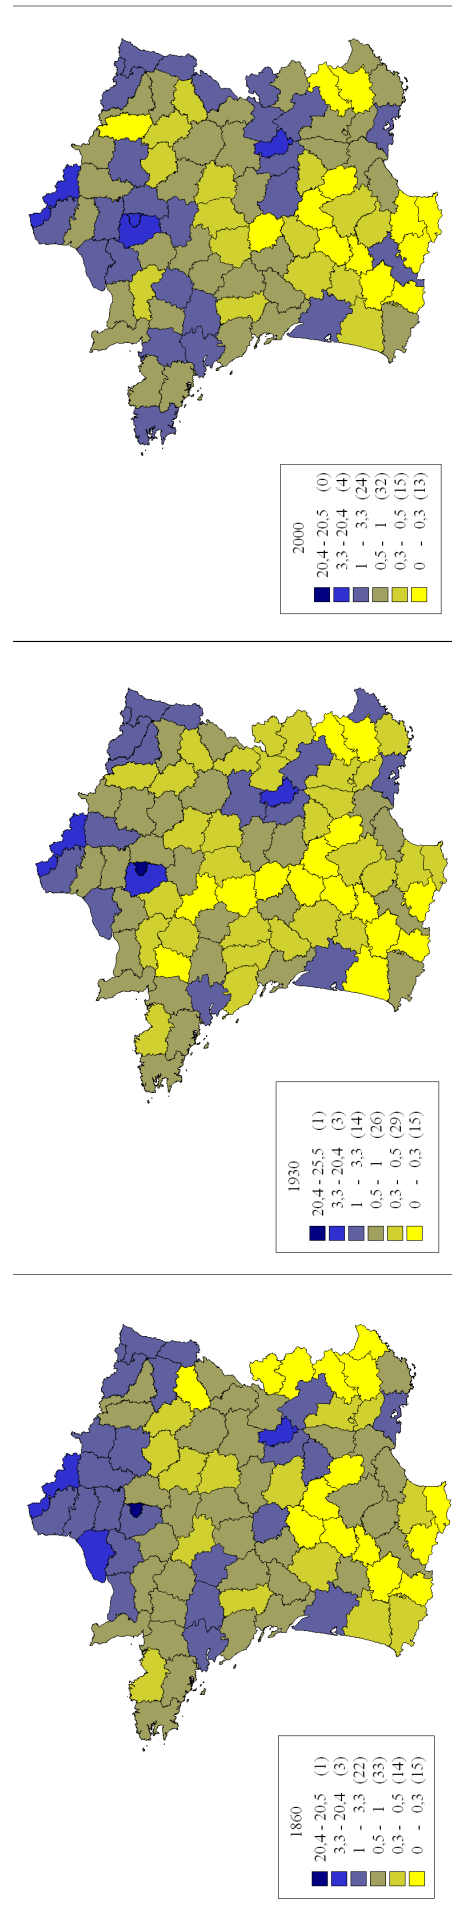 1860
20,4 - 20,5 (1)
3,3 - 20,4 (3)
1 - 3,3 (22)
0,5 - 1 (33)
0,3 - 0,5 (14)
0 - 0,3 (15)
1930
20,4 - 25,5 (1)
3,3 - 20,4 (3)
1 - 3,3 (14)
0,5 - 1 (26)
0,3 - 0,5 (29)
0 - 0,3 (15)
2000
20,4 - 20,5 (0)
3,3 - 20,4 (4)
1 - 3,3 (24)
0,5 - 1 (32)
0,3 - 0,5 (15)
0 - 0,3 (13)